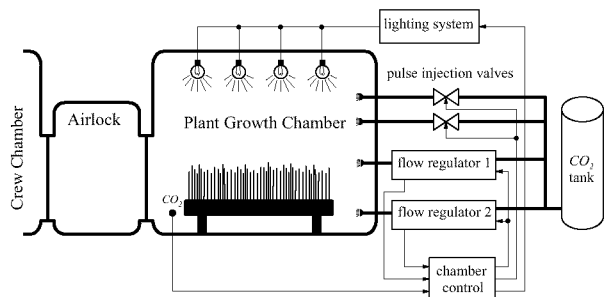 lighting system
pulse injection valves
Crew Chamber
Airlock
Plant Growth Chamber
flow regulator 1
CO2
tank
CO2
flow regulator 2
chamber
control